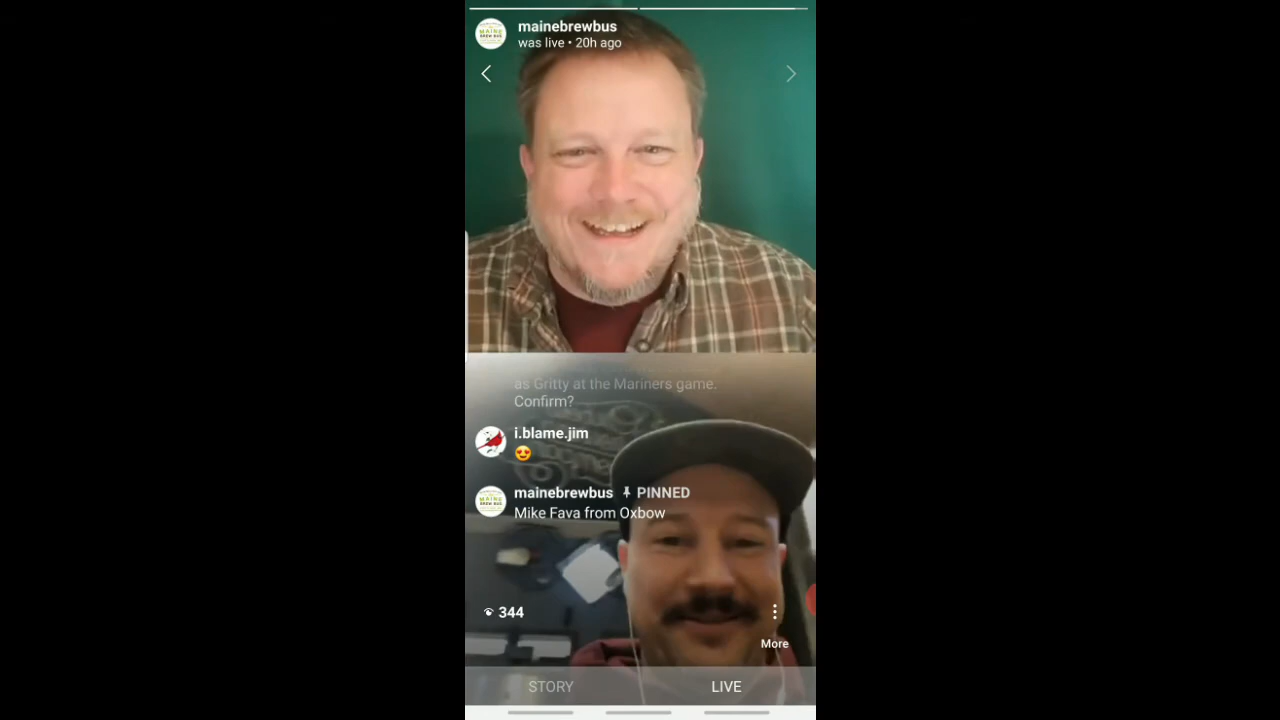 mainebrewbus
was live • 20h ago
as Gritty at the Mariners game.
Confirm?
i.blame.jim
mainebrewbus PINNED
Mike Fava from Oxbow
344
More
STORY
LIVE